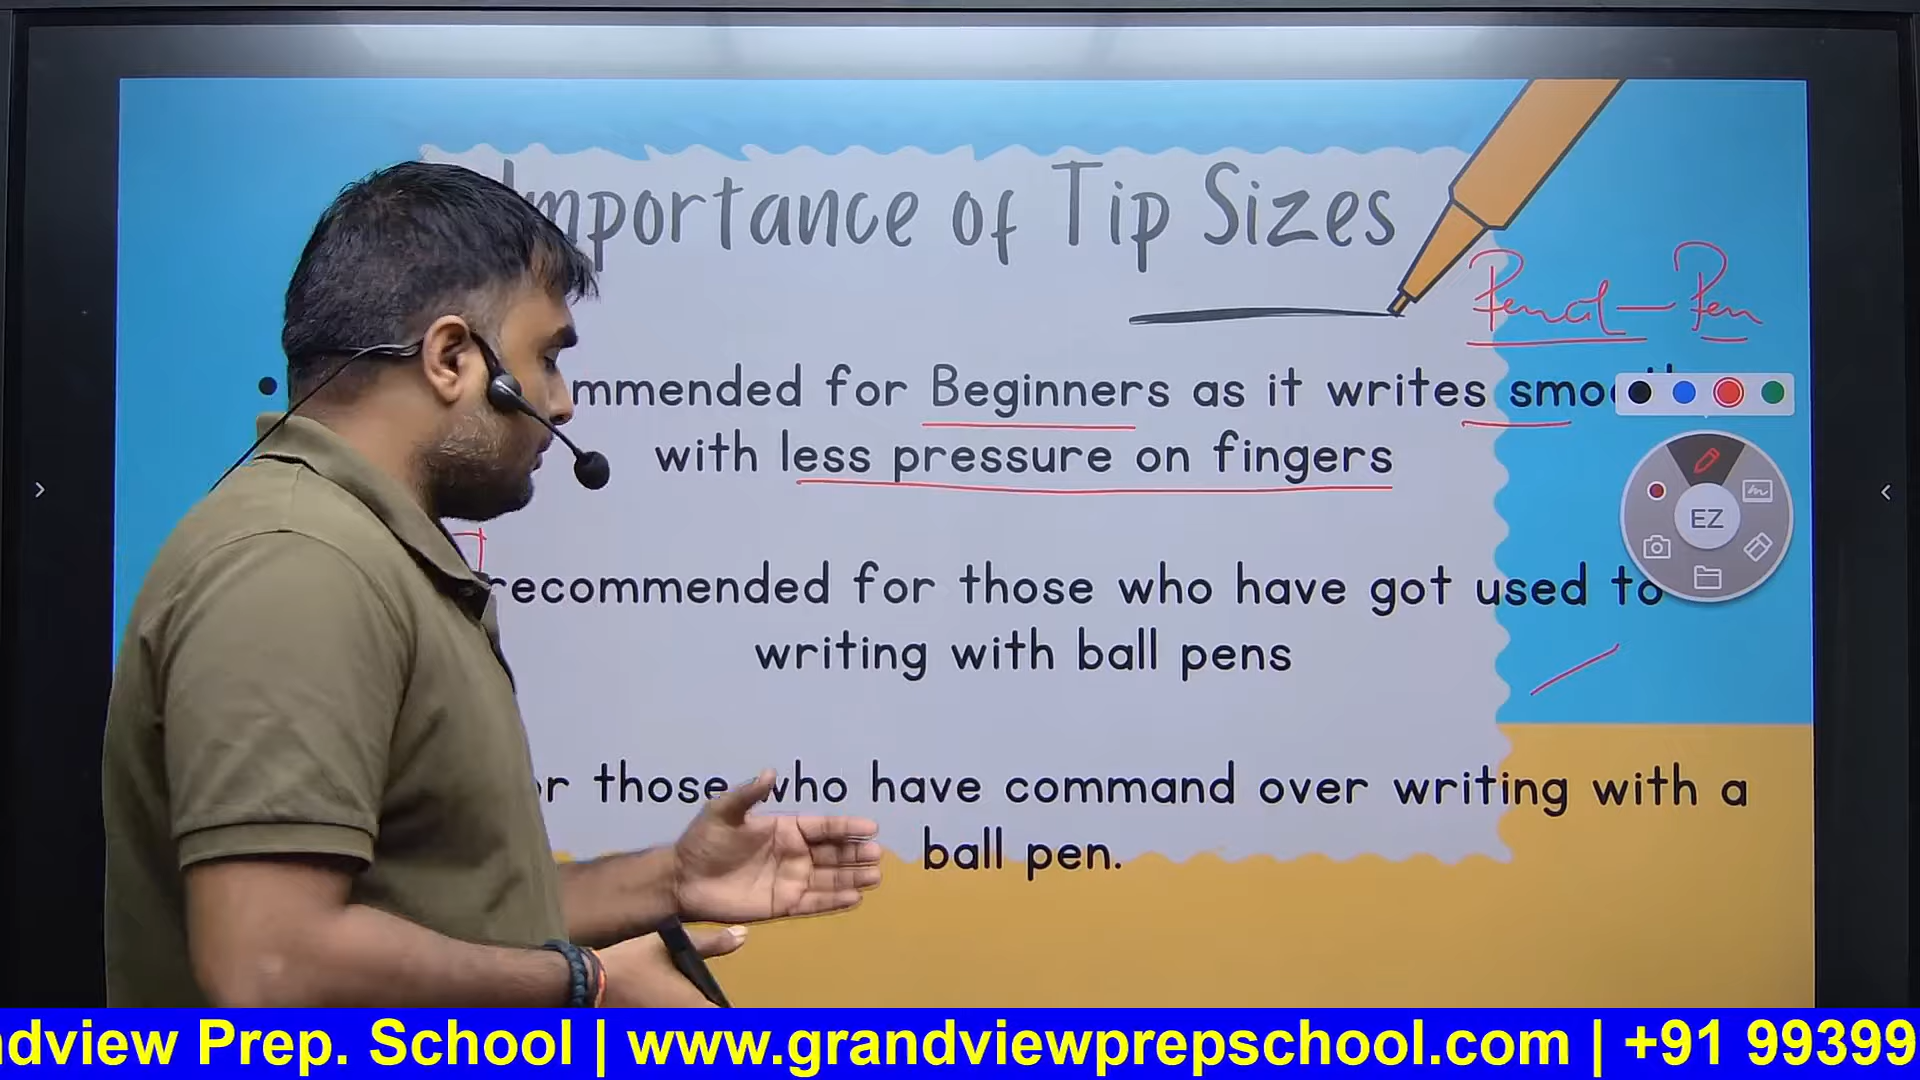 Importance of Tip Sizes
Pencil - Pen
mmended for Beginners as it writes smo
with less pressure on fingers
recommended for those who have got used to
writing with ball pens
r those who have command over writing with a
ball pen.
EZ
ndview Prep. School | www.grandviewprepschool.com | +91 99399